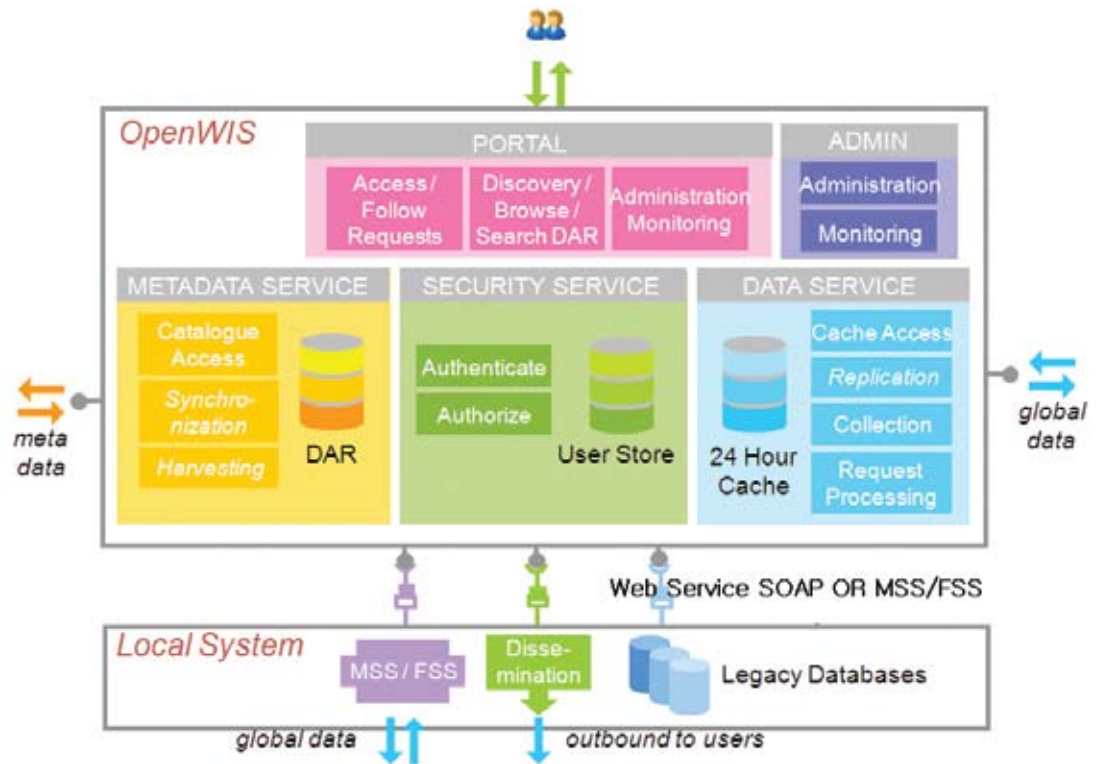 OpenWIS
PORTAL
Access /
Follow
Requests
Discovery /
Browse /
Search DAR
Administration
Monitoring
ADMIN
Administration
Monitoring
METADATA SERVICE
Catalogue
Access
Synchro-
nization
Harvesting
DAR
SECURITY SERVICE
Authenticate
Authorize
User Store
DATA SERVICE
24 Hour
Cache
Cache Access
Replication
Collection
Request
Processing
meta
data
global
data
Web Service SOAP OR MSS/FSS
Local System
MSS / FSS
Disse-
mination
Legacy Databases
global data
outbound to users